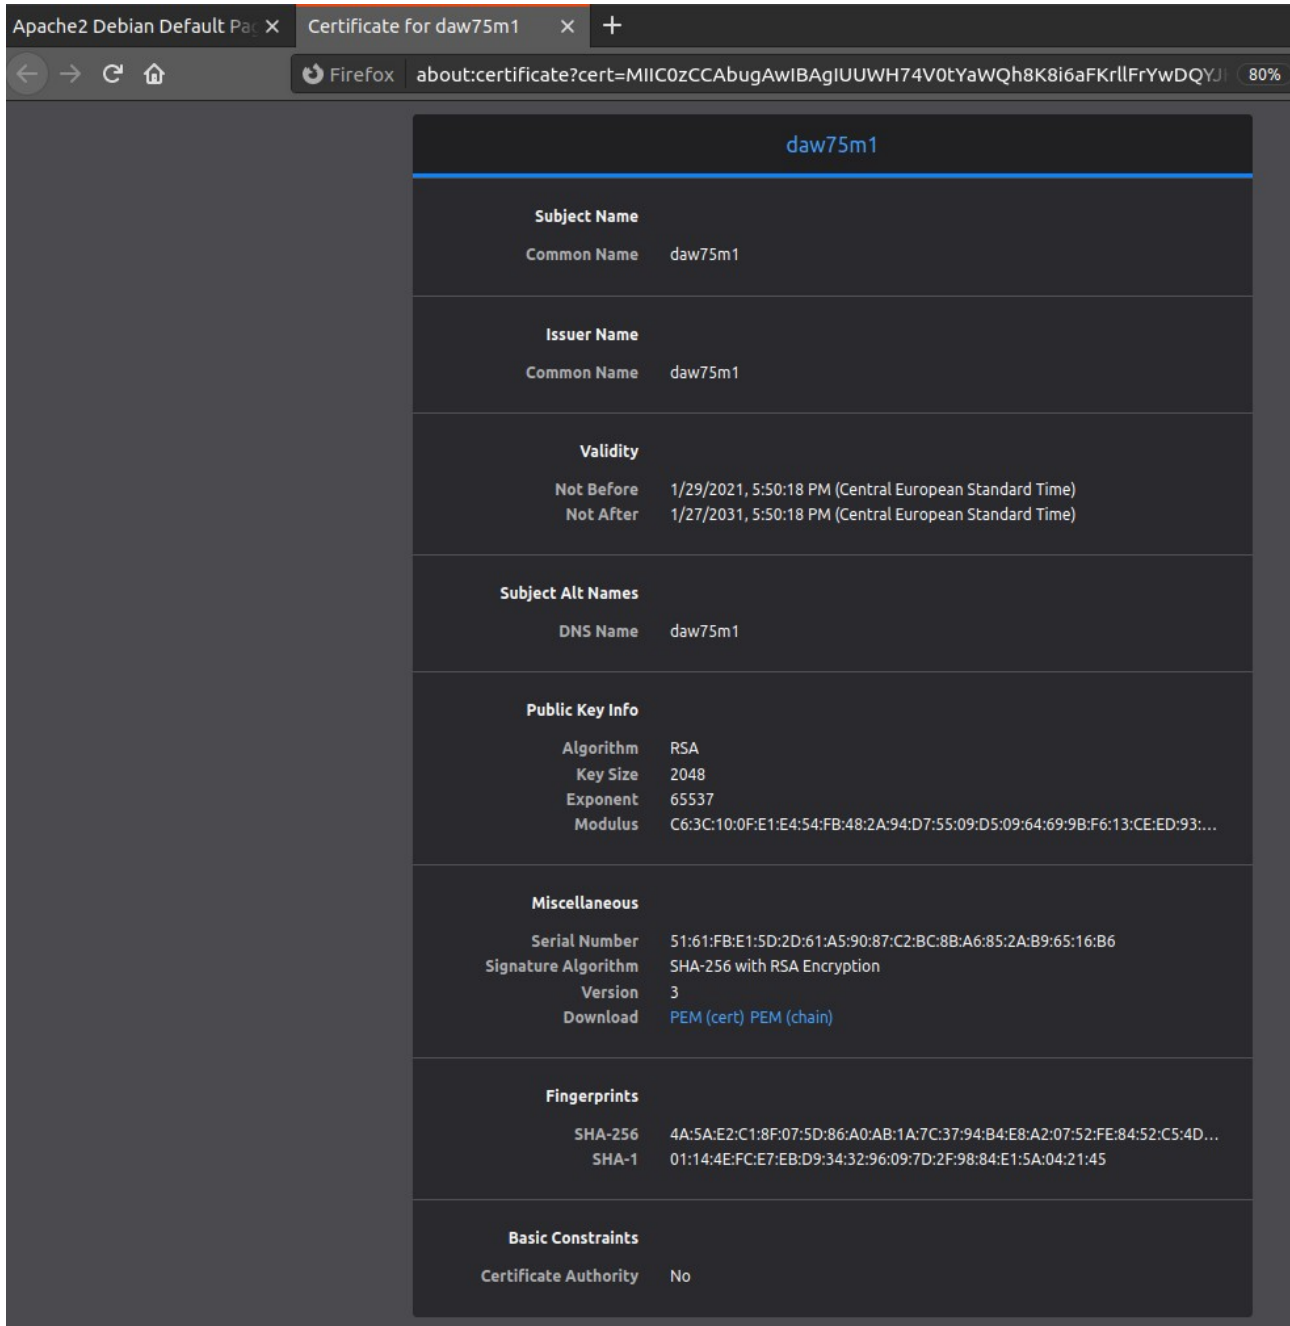 Apache2 Debian Default Pag
Certificate for daw75m1
Firefox about:certificate?cert=MIIC0zCCAbugAwIBAgIUUWH74V0tYaWQh8K8i6aFKrllFrYwDQYJ 80%
daw75m1
Subject Name
Common Name daw75m1
Issuer Name
Common Name daw75m1
Validity
Not Before 1/29/2021, 5:50:18 PM (Central European Standard Time)
Not After 1/27/2031, 5:50:18 PM (Central European Standard Time)
Subject Alt Names
DNS Name daw75m1
Public Key Info
Algorithm RSA
Key Size 2048
Exponent 65537
Modulus C6:3C:10:0F:E1:E4:54:FB:48:2A:94:D7:55:09:D5:09:64:69:9B:F6:13:CE:ED:93:…
Miscellaneous
Serial Number 51:61:FB:E1:5D:2D:61:A5:90:87:C2:BC:8B:A6:85:2A:B9:65:16:B6
Signature Algorithm SHA-256 with RSA Encryption
Version 3
Download PEM (cert) PEM (chain)
Fingerprints
SHA-256 4A:5A:E2:C1:8F:07:5D:86:A0:AB:1A:7C:37:94:B4:E8:A2:07:52:FE:84:52:C5:4D…
SHA-1 01:14:4E:FC:E7:EB:D9:34:32:96:09:7D:2F:98:84:E1:5A:04:21:45
Basic Constraints
Certificate Authority No